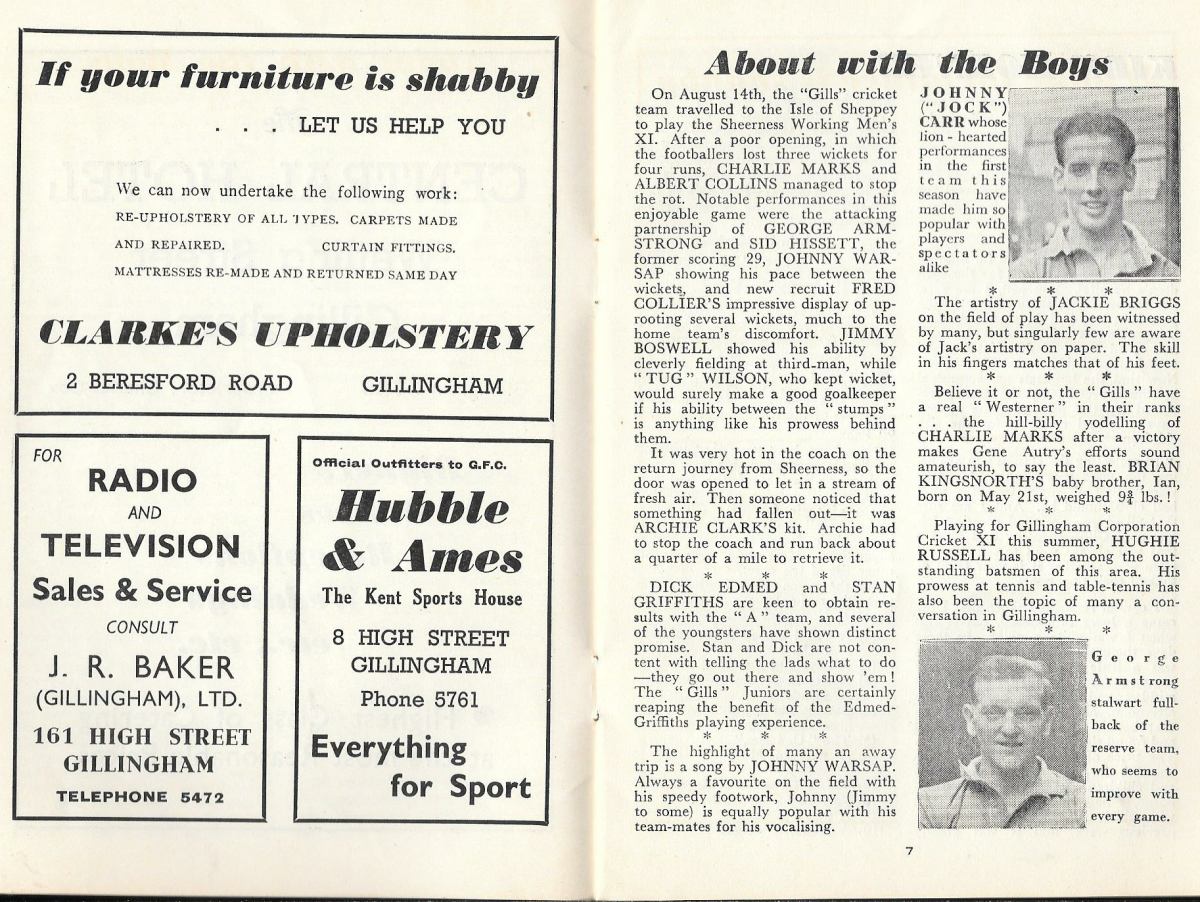 If your furniture is shabby
. . . LET US HELP YOU
We can now undertake the following work:
RE-UPHOLSTERY OF ALL TYPES. CARPETS MADE
AND REPAIRED. CURTAIN FITTINGS.
MATTRESSES RE-MADE AND RETURNED SAME DAY
CLARKE'S UPHOLSTERY
2 BERESFORD ROAD GILLINGHAM
FOR
RADIO
AND
TELEVISION
Sales & Service
CONSULT
J. R. BAKER
(GILLINGHAM), LTD.
161 HIGH STREET
GILLINGHAM
TELEPHONE 5472
Official Outfitters to G.F.C.
Hubble
& Ames
The Kent Sports House
8 HIGH STREET
GILLINGHAM
Phone 5761
Everything
for Sport
About with the Boys
On August 14th, the "Gills" cricket
team travelled to the Isle of Sheppey
to play the Sheerness Working Men's
XI. After a poor opening, in which
the footballers lost three wickets for
four runs, CHARLIE MARKS and
ALBERT COLLINS managed to stop
the rot. Notable performances in this
enjoyable game were the attacking
partnership of GEORGE ARM-
STRONG and SID HISSETT, the
former scoring 29, JOHNNY WAR-
SAP showing his pace between the
wickets, and new recruit FRED
COLLIER'S impressive display of up-
rooting several wickets, much to the
home team's discomfort. JIMMY
BOSWELL showed his ability by
cleverly fielding at third-man, while
"TUG" WILSON, who kept wicket,
would surely make a good goalkeeper
if his ability between the "stumps"
is anything like his prowess behind
them.
It was very hot in the coach on the
return journey from Sheerness, so the
door was opened to let in a stream of
fresh air. Then someone noticed that
something had fallen out—it was
ARCHIE CLARK'S kit. Archie had
to stop the coach and run back about
a quarter of a mile to retrieve it.
* * *
DICK EDMED and STAN
GRIFFITHS are keen to obtain re-
sults with the "A" team, and several
of the youngsters have shown distinct
promise. Stan and Dick are not con-
tent with telling the lads what to do
—they go out there and show 'em!
The "Gills" Juniors are certainly
reaping the benefit of the Edmed-
Griffiths playing experience.
* * *
The highlight of many an away
trip is a song by JOHNNY WARSAP.
Always a favourite on the field with
his speedy footwork, Johnny (Jimmy
to some) is equally popular with his
team-mates for his vocalising.
JOHNNY
("JOCK")
CARR whose
lion-hearted
performances
in the first
team this
season have
made him so
popular with
players and
spectators
alike
* * *
The artistry of JACKIE BRIGGS
on the field of play has been witnessed
by many, but singularly few are aware
of Jack's artistry on paper. The skill
in his fingers matches that of his feet.
* * *
Believe it or not, the "Gills" have
a real "Westerner" in their ranks
. . . the hill-billy yodelling of
CHARLIE MARKS after a victory
makes Gene Autry's efforts sound
amateurish, to say the least. BRIAN
KINGSNORTH'S baby brother, Ian,
born on May 21st, weighed 9¾ lbs.!
* * *
Playing for Gillingham Corporation
Cricket XI this summer, HUGHIE
RUSSELL has been among the out-
standing batsmen of this area. His
prowess at tennis and table-tennis has
also been the topic of many a con-
versation in Gillingham.
* * *
George
Armstrong
stalwart full-
back of the
reserve team,
who seems to
improve with
every game.
7